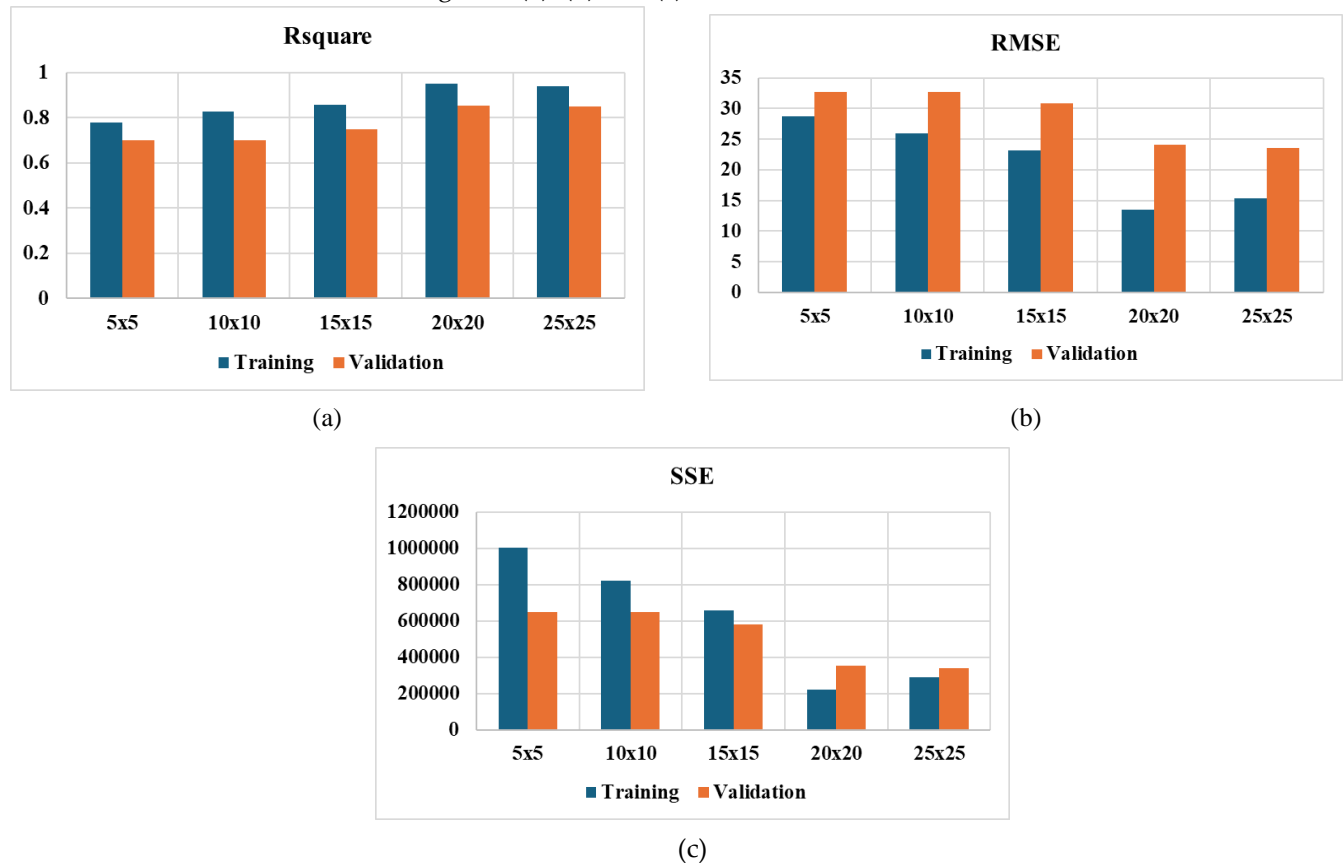 Rsquare
1
0.8
0.6
0.4
0.2
0
5x5 10x10 15x15 20x20 25x25
Training Validation
(a)
RMSE
35
30
25
20
15
10
5
0
5x5 10x10 15x15 20x20 25x25
Training Validation
(b)
SSE
1200000
1000000
800000
600000
400000
200000
0
5x5 10x10 15x15 20x20 25x25
Training Validation
(c)